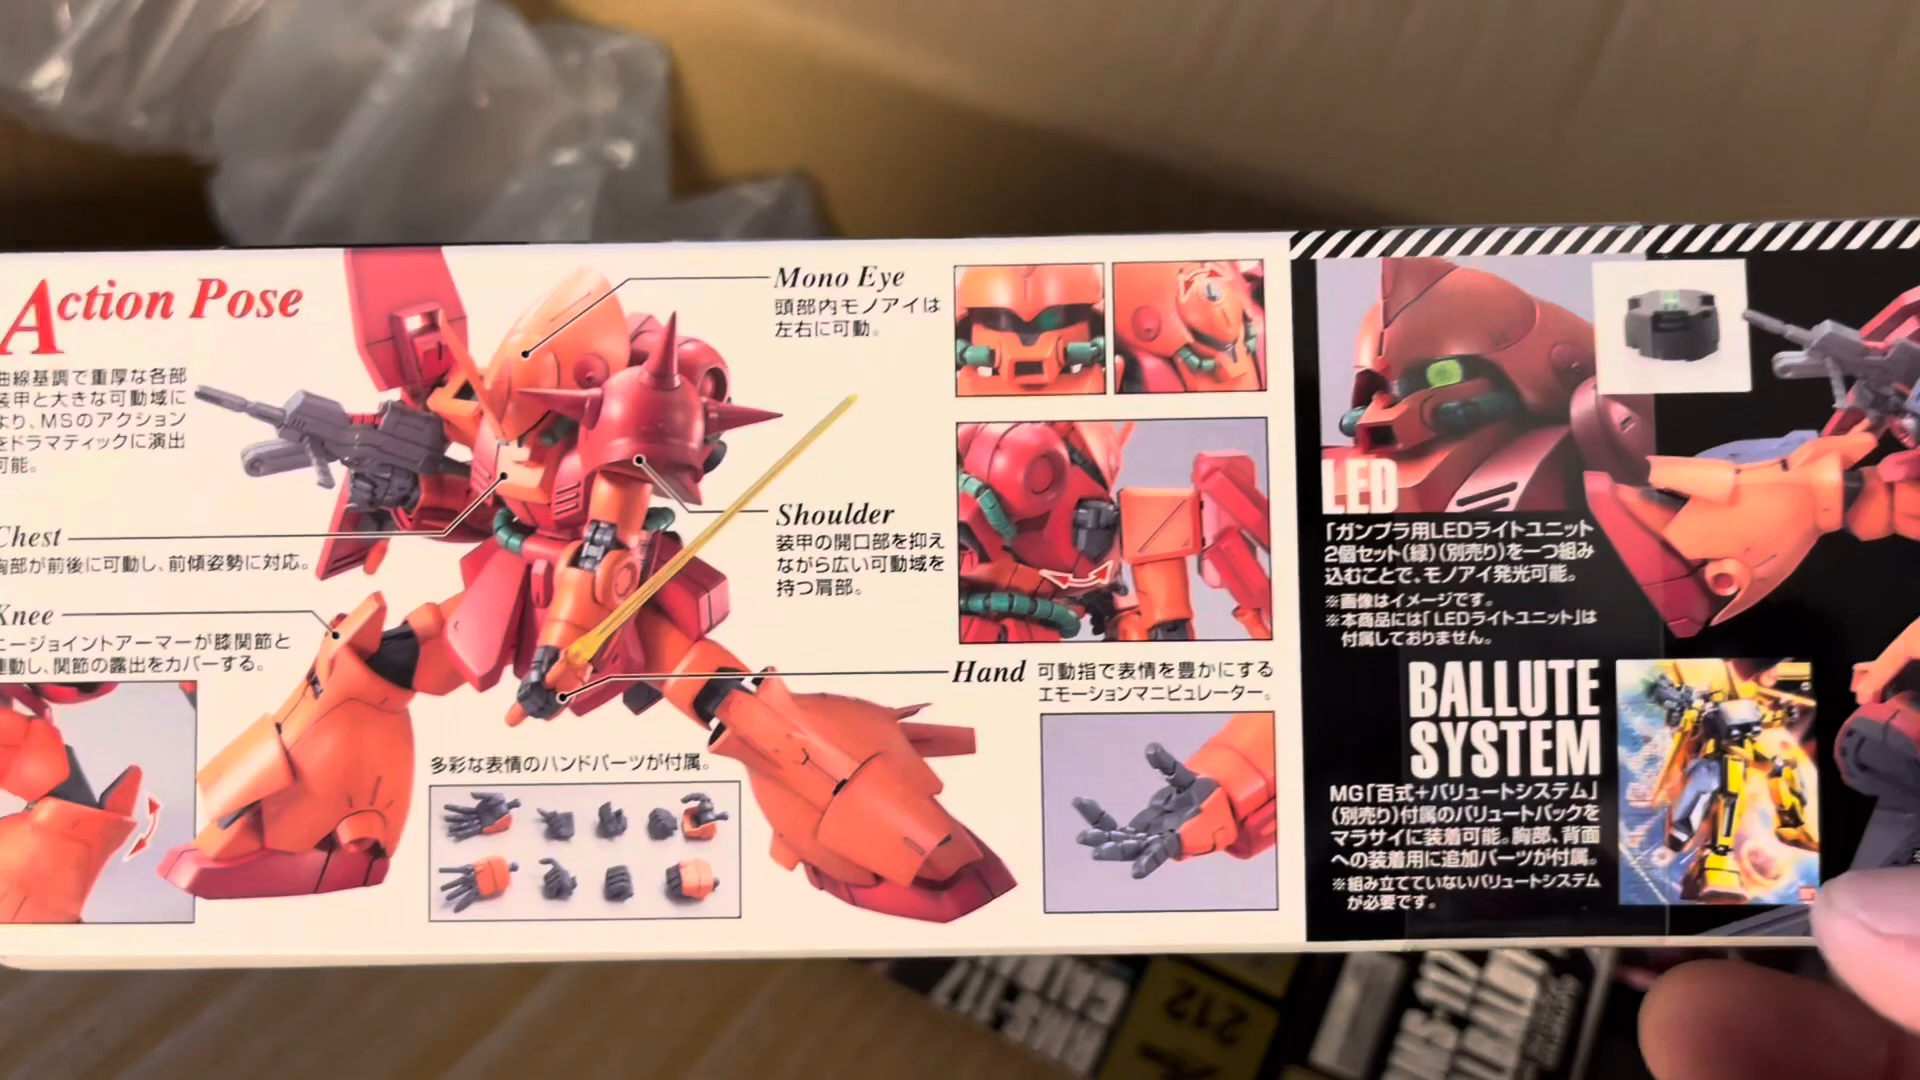 Action Pose
曲線基調で重厚な各部
装甲と大きな可動域に
より、MSのアクション
をドラマティックに演出
可能。
Chest
胸部が前後に可動し、前傾姿勢に対応。
Knee
ニージョイントアーマーが膝関節と
連動し、関節の露出をカバーする。
Mono Eye
頭部内モノアイは
左右に可動。
Shoulder
装甲の開口部を抑え
ながら広い可動域を
持つ肩部。
Hand 可動指で表情を豊かにする
エモーションマニピュレーター。
多彩な表情のハンドパーツが付属。
LED
「ガンプラ用LEDライトユニット
2個セット(緑)(別売り)を一つ組み
込むことで、モノアイ発光可能。
※画像はイメージです。
※本商品には「LEDライトユニット」は
付属しておりません。
BALLUTE
SYSTEM
MG「百式+バリュートシステム」
(別売り)付属のバリュートパックを
マラサイに装着可能。胸部、背面
への装着用に追加パーツが付属。
※組み立てていないバリュートシステム
が必要です。
RMS-117
212